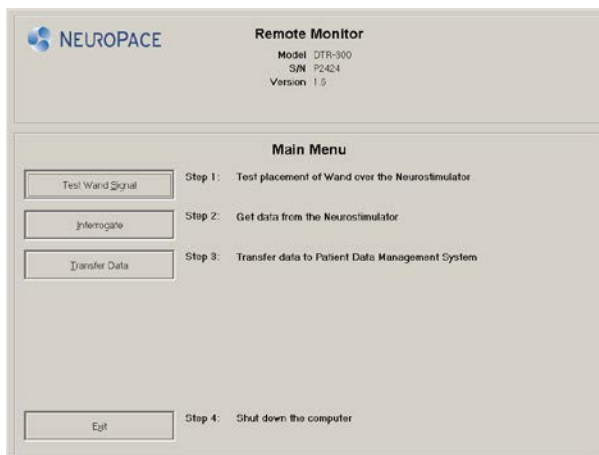 NEUROPACE
Remote Monitor
Model DTR-300
S/N P2424
Version 1.6
Main Menu
Test Wand Signal Step 1: Test placement of Wand over the Neurostimulator
Interrogate Step 2: Get data from the Neurostimulator
Transfer Data Step 3: Transfer data to Patient Data Management System
Exit Step 4: Shut down the computer